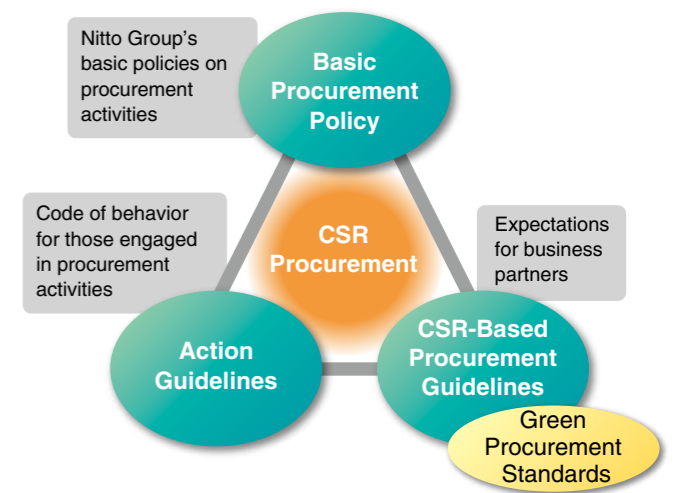 Nitto Group's
basic policies on
procurement
activities
Basic
Procurement
Policy
Code of behavior
for those engaged
in procurement
activities
CSR
Procurement
Expectations
for business
partners
Action
Guidelines
CSR-Based
Procurement
Guidelines
Green
Procurement
Standards